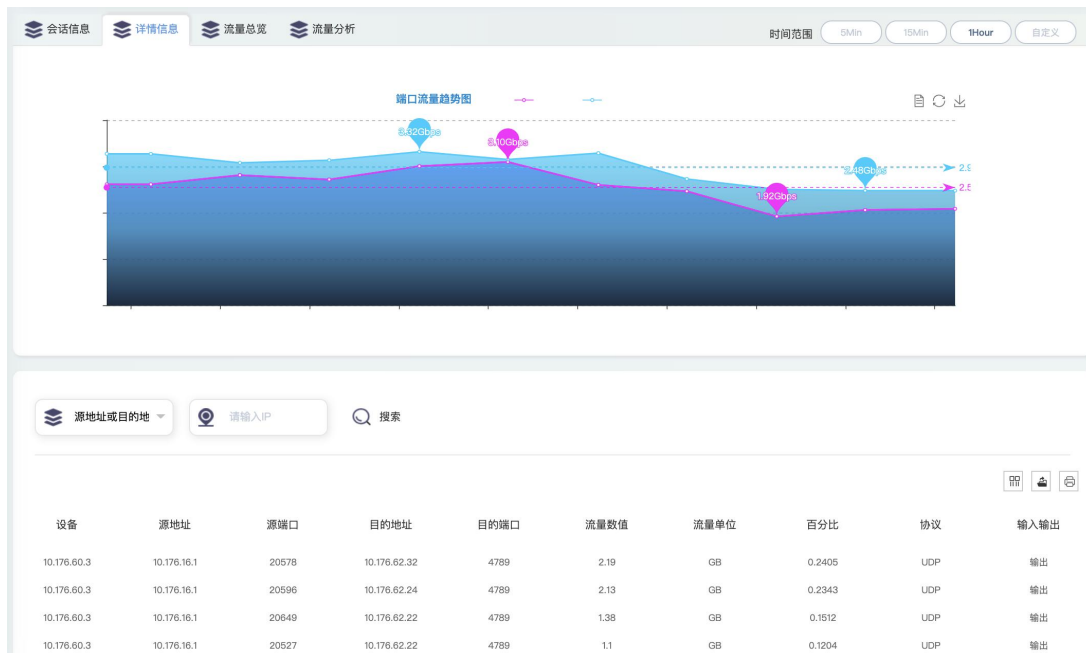 会话信息 详情信息 流量总览 流量分析 时间范围 5Min 15Min 1Hour 自定义
端口流量趋势图
3.32Gbps
3.10Gbps
2.9
2.48Gbps
2.5
1.92Gbps
源地址或目的地 请输入IP 搜索
设备 源地址 源端口 目的地址 目的端口 流量数值 流量单位 百分比 协议 输入输出
10.176.60.3 10.176.16.1 20578 10.176.62.32 4789 2.19 GB 0.2405 UDP 输出
10.176.60.3 10.176.16.1 20596 10.176.62.24 4789 2.13 GB 0.2343 UDP 输出
10.176.60.3 10.176.16.1 20649 10.176.62.22 4789 1.38 GB 0.1512 UDP 输出
10.176.60.3 10.176.16.1 20527 10.176.62.22 4789 1.1 GB 0.1204 UDP 输出